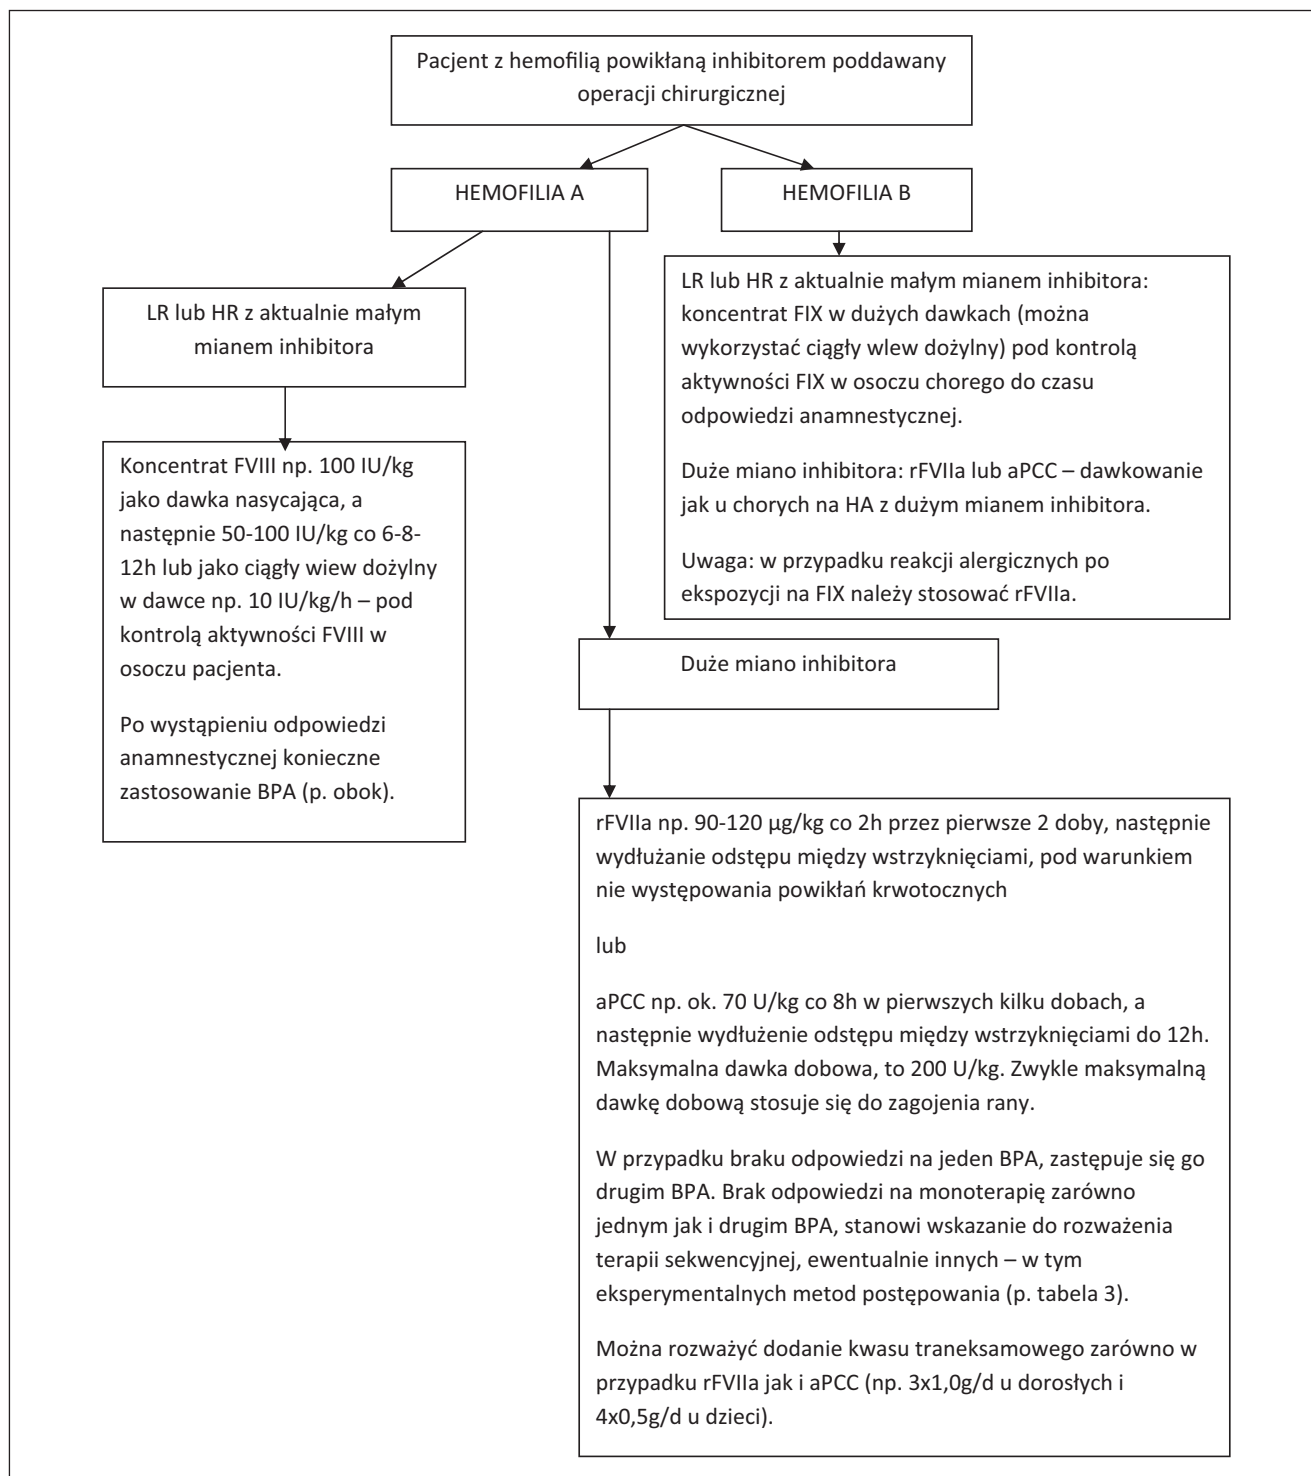 Pacjent z hemofilią powikłaną inhibitorem poddawany
operacji chirurgicznej
HEMOFILIA A
HEMOFILIA B
LR lub HR z aktualnie małym
mianem inhibitora
Koncentrat FVIII np. 100 IU/kg
jako dawka nasycająca, a
następnie 50-100 IU/kg co 6-8-
12h lub jako ciągły wiew dożylny
w dawce np. 10 IU/kg/h – pod
kontrolą aktywności FVIII w
osoczu pacjenta.
Po wystąpieniu odpowiedzi
anamnestycznej konieczne
zastosowanie BPA (p. obok).
LR lub HR z aktualnie małym mianem inhibitora:
koncentrat FIX w dużych dawkach (można
wykorzystać ciągły wlew dożylny) pod kontrolą
aktywności FIX w osoczu chorego do czasu
odpowiedzi anamnestycznej.
Duże miano inhibitora: rFVIIa lub aPCC – dawkowanie
jak u chorych na HA z dużym mianem inhibitora.
Uwaga: w przypadku reakcji alergicznych po
ekspozycji na FIX należy stosować rFVIIa.
Duże miano inhibitora
rFVIIa np. 90-120 µg/kg co 2h przez pierwsze 2 doby, następnie
wydłużanie odstępu między wstrzyknięciami, pod warunkiem
nie występowania powikłań krwotocznych
lub
aPCC np. ok. 70 U/kg co 8h w pierwszych kilku dobach, a
następnie wydłużenie odstępu między wstrzyknięciami do 12h.
Maksymalna dawka dobowa, to 200 U/kg. Zwykle maksymalną
dawkę dobową stosuje się do zagojenia rany.
W przypadku braku odpowiedzi na jeden BPA, zastępuje się go
drugim BPA. Brak odpowiedzi na monoterapię zarówno
jednym jak i drugim BPA, stanowi wskazanie do rozważenia
terapii sekwencyjnej, ewentualnie innych – w tym
eksperymentalnych metod postępowania (p. tabela 3).
Można rozważyć dodanie kwasu traneksamowego zarówno w
przypadku rFVIIa jak i aPCC (np. 3x1,0g/d u dorosłych i
4x0,5g/d u dzieci).